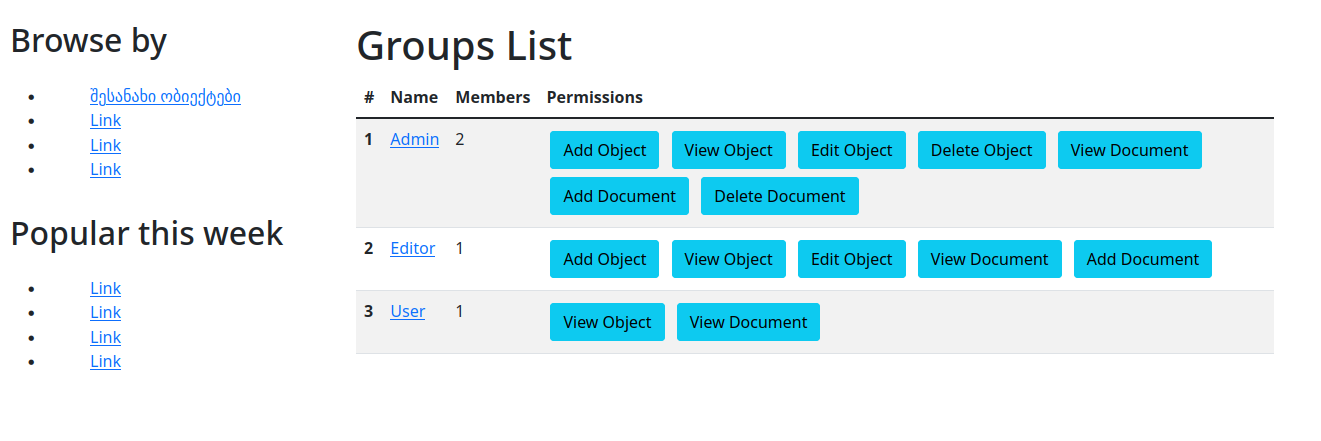 Browse by
შესანახი ობიექტები
Link
Link
Link
Popular this week
Link
Link
Link
Link
Groups List
# Name Members Permissions
1 Admin 2 Add Object View Object Edit Object Delete Object View Document
Add Document Delete Document
2 Editor 1 Add Object View Object Edit Object View Document Add Document
3 User 1 View Object View Document